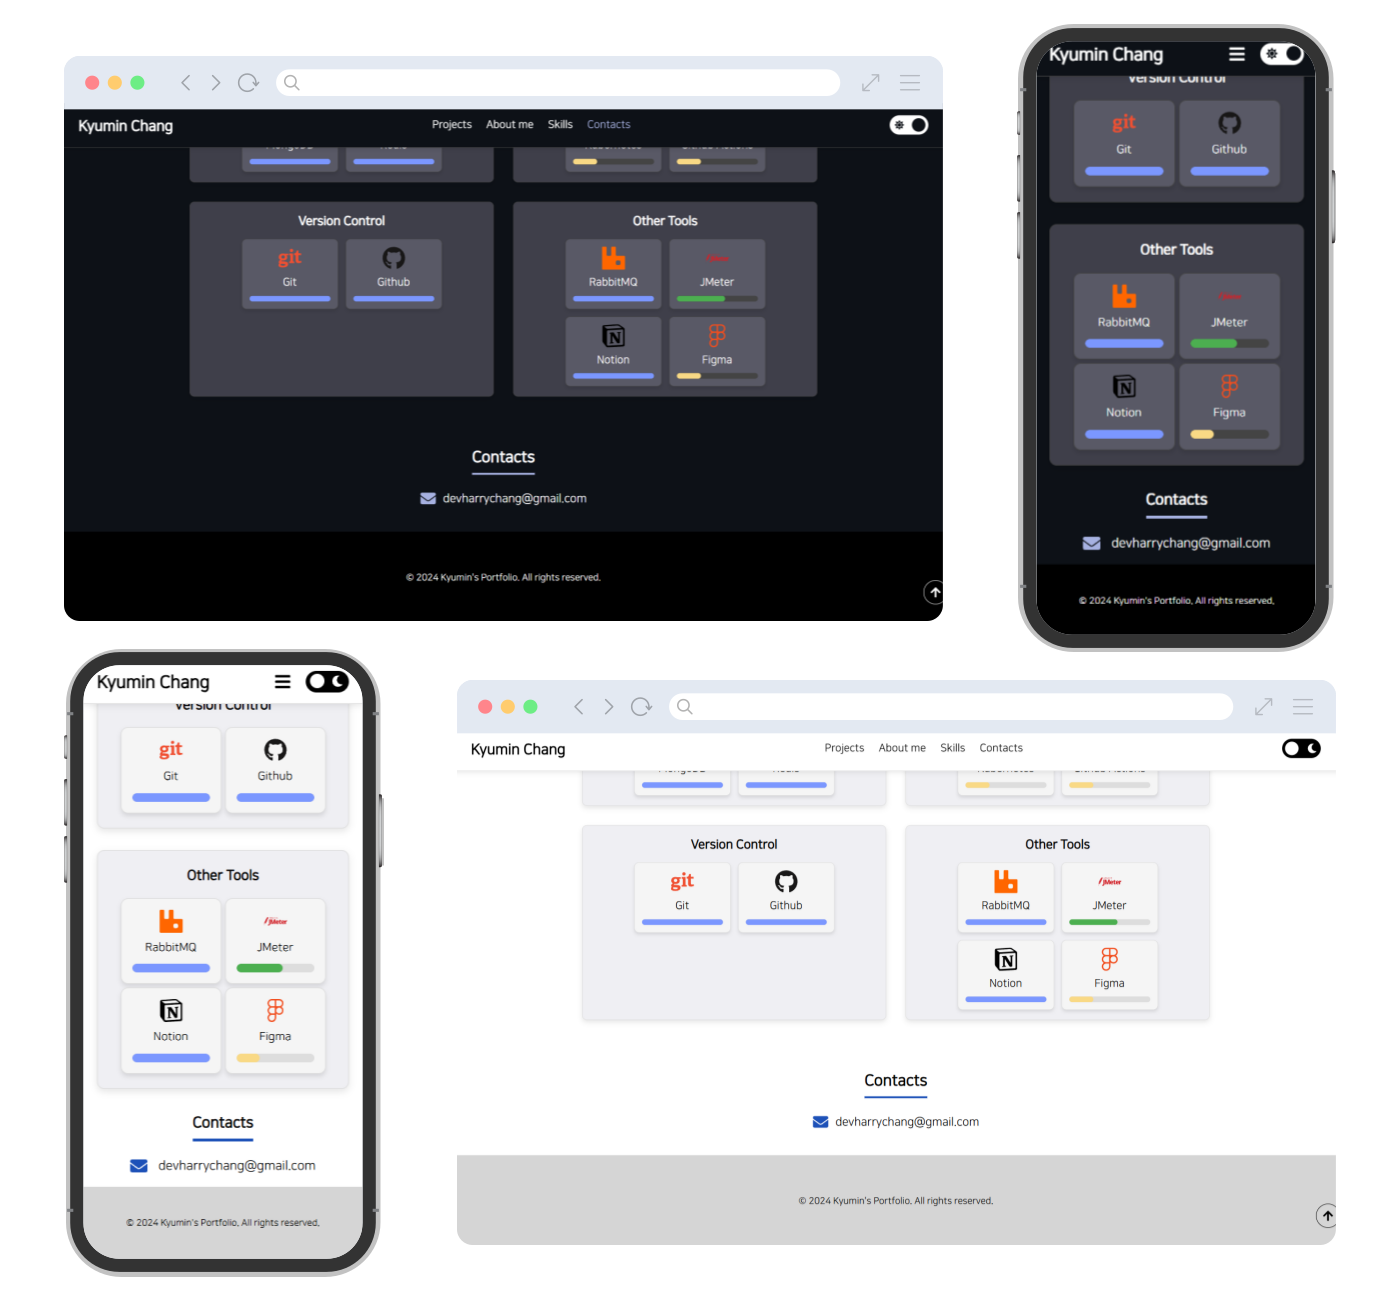 Kyumin Chang
Projects About me Skills Contacts
Version Control
git
Git
Github
Other Tools
RabbitMQ
JMeter
Notion
Figma
Contacts
devharrychang@gmail.com
© 2024 Kyumin's Portfolio. All rights reserved.
Kyumin Chang
Version Control
git
Git
Github
Other Tools
RabbitMQ
JMeter
Notion
Figma
Contacts
devharrychang@gmail.com
© 2024 Kyumin's Portfolio. All rights reserved.
Kyumin Chang
Version Control
git
Git
Github
Other Tools
RabbitMQ
JMeter
JMeter
Notion
Figma
Contacts
devharrychang@gmail.com
© 2024 Kyumin's Portfolio. All rights reserved.
Kyumin Chang
Projects About me Skills Contacts
Version Control
git
Git
Github
Other Tools
RabbitMQ
JMeter
JMeter
Notion
Figma
Contacts
devharrychang@gmail.com
© 2024 Kyumin's Portfolio. All rights reserved.